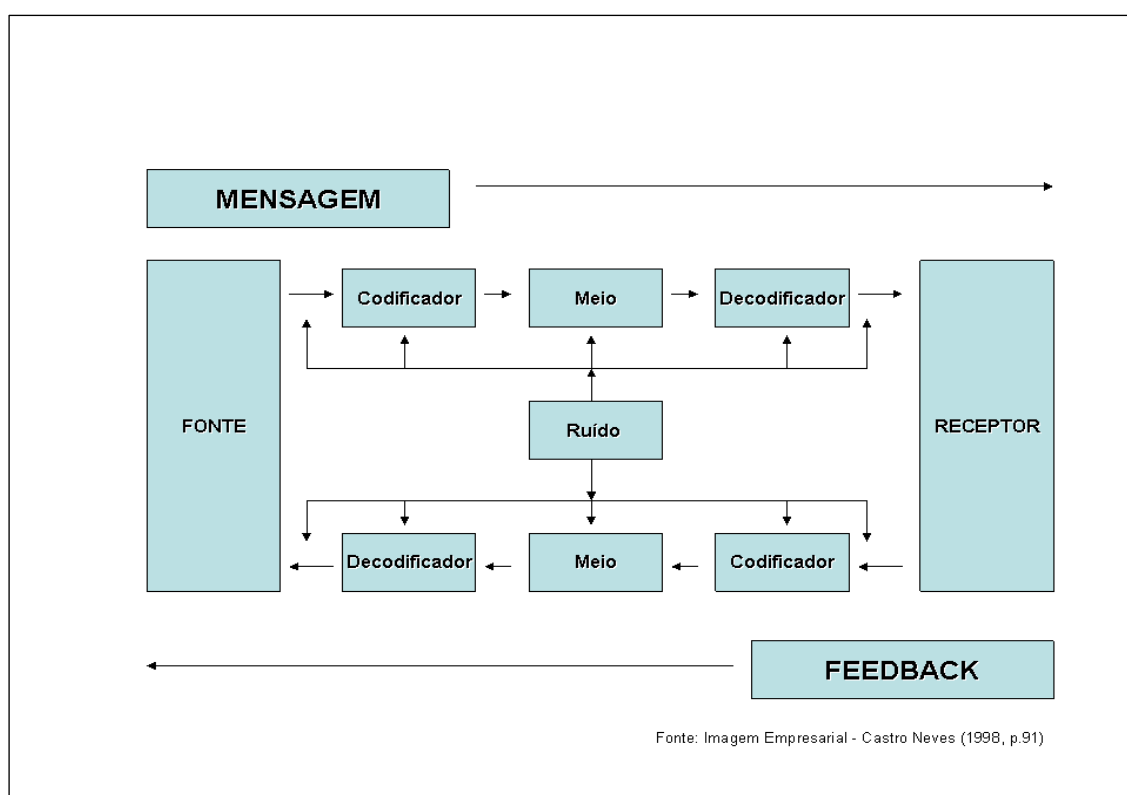 MENSAGEM
Codificador
Meio
Decodificador
FONTE
Ruído
RECEPTOR
Decodificador
Meio
Codificador
FEEDBACK
Fonte: Imagem Empresarial - Castro Neves (1998, p.91)